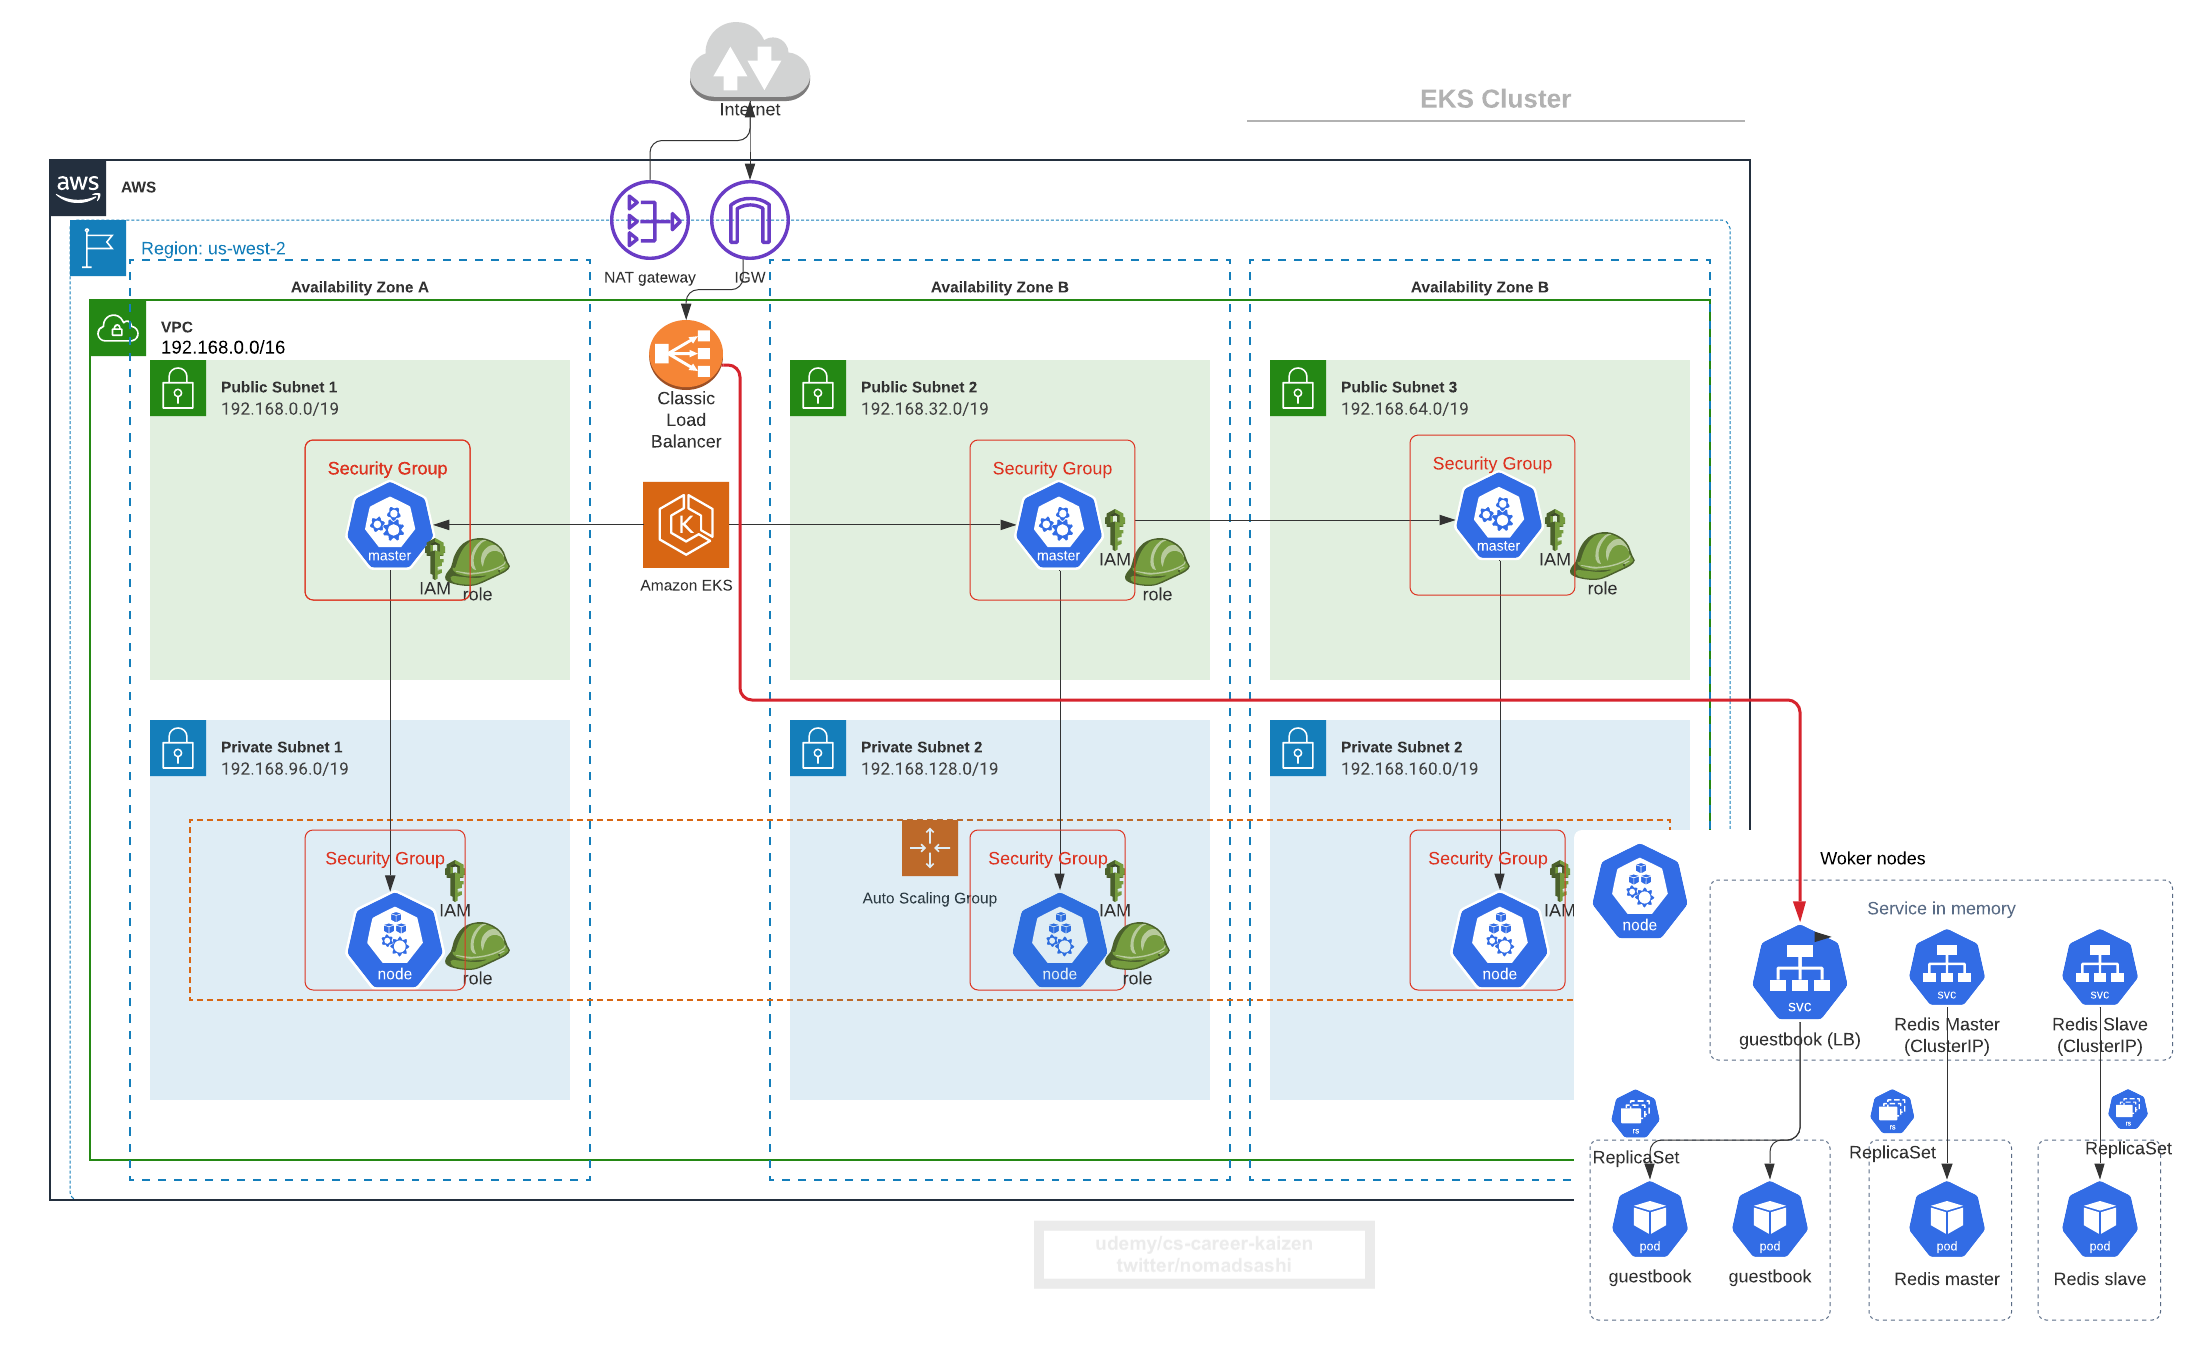 Internet
EKS Cluster
aws
AWS
Region: us-west-2
NAT gateway
IGW
Availability Zone A
Availability Zone B
Availability Zone B
VPC
192.168.0.0/16
Public Subnet 1
192.168.0.0/19
Classic
Load
Balancer
Public Subnet 2
192.168.32.0/19
Public Subnet 3
192.168.64.0/19
Security Group
master
IAM
role
K
Amazon EKS
Security Group
master
IAM
role
Security Group
master
IAM
role
Private Subnet 1
192.168.96.0/19
Private Subnet 2
192.168.128.0/19
Private Subnet 2
192.168.160.0/19
Security Group
IAM
node
role
Auto Scaling Group
Security Group
IAM
node
role
Security Group
IAM
node
node
Woker nodes
Service in memory
svc
guestbook (LB)
svc
Redis Master
(ClusterIP)
svc
Redis Slave
(ClusterIP)
rs
ReplicaSet
rs
ReplicaSet
rs
ReplicaSet
pod
guestbook
pod
guestbook
pod
Redis master
pod
Redis slave
udemy/cs-career-kaizen
twitter/nomadsashi